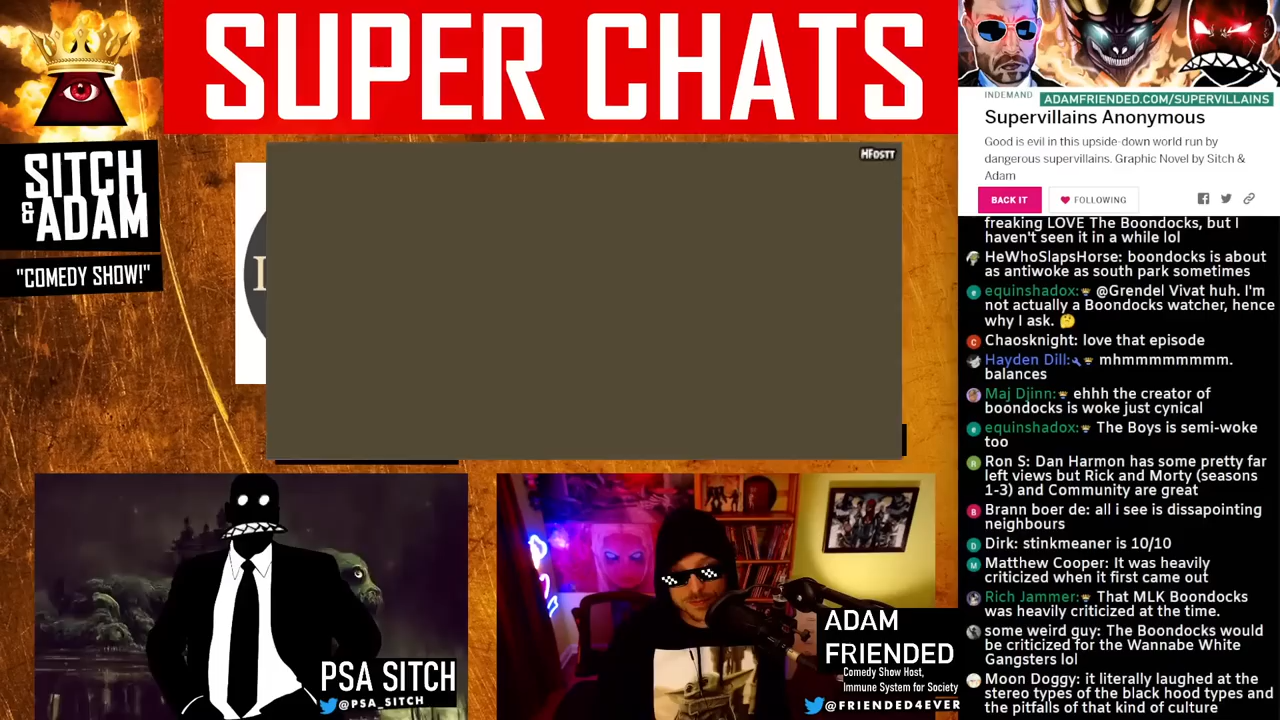 SUPER CHATS
SITCH
& ADAM
"COMEDY SHOW!"
MFOSTT
I
PSA SITCH
@PSA_SITCH
ADAM
FRIENDED
Comedy Show Host,
Immune System for Society
@FRIENDED4EVER
INDEMAND
ADAMFRIENDED.COM/SUPERVILLAINS
Supervillains Anonymous
Good is evil in this upside-down world run by
dangerous supervillains. Graphic Novel by Sitch &
Adam
BACK IT
FOLLOWING
freaking LOVE The Boondocks, but I
haven't seen it in a while lol
HeWhoSlapsHorse: boondocks is about
as antiwoke as south park sometimes
equinshadox: @Grendel Vivat huh. I'm
not actually a Boondocks watcher, hence
why I ask. 🤔
Chaosknight: love that episode
Hayden Dill: mhmmmmmmm.
balances
Maj Djinn: ehhh the creator of
boondocks is woke just cynical
equinshadox: The Boys is semi-woke
too
Ron S: Dan Harmon has some pretty far
left views but Rick and Morty (seasons
1-3) and Community are great
Brann boer de: all i see is dissapointing
neighbours
Dirk: stinkmeaner is 10/10
Matthew Cooper: It was heavily
criticized when it first came out
Rich Jammer: That MLK Boondocks
was heavily criticized at the time.
some weird guy: The Boondocks would
be criticized for the Wannabe White
Gangsters lol
Moon Doggy: it literally laughed at the
stereo types of the black hood types and
the pitfalls of that kind of culture